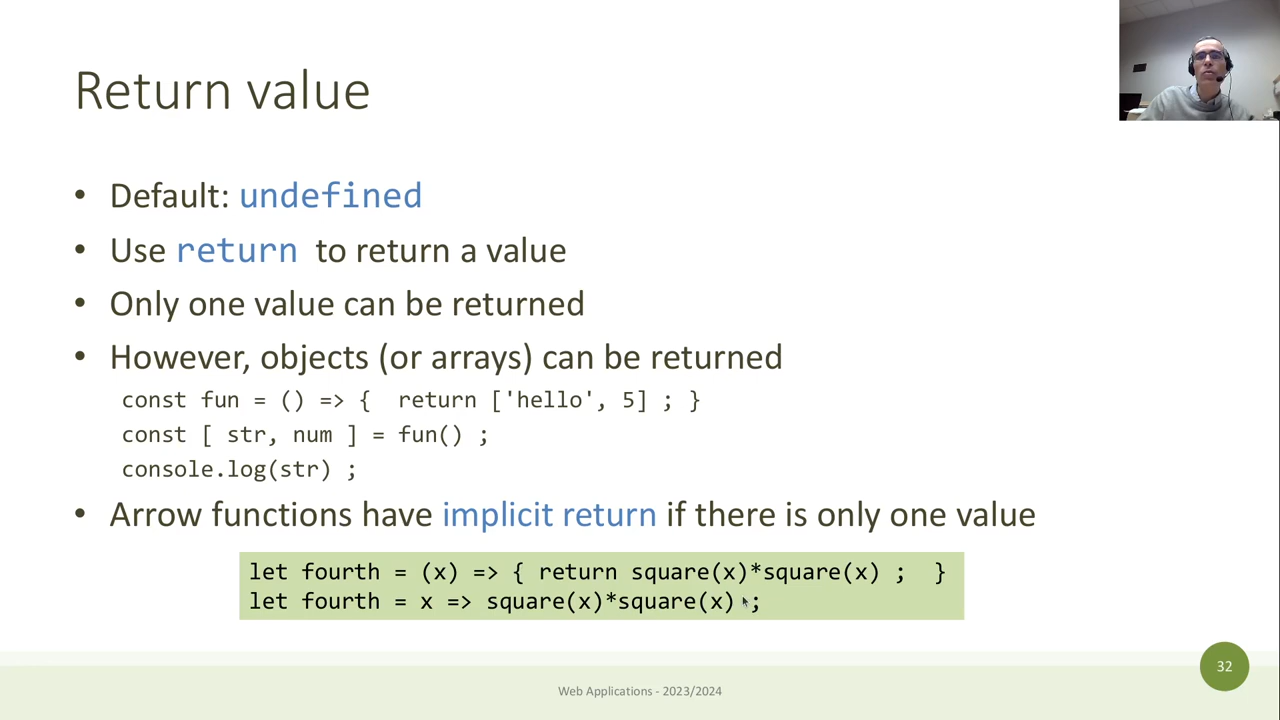 Return value
• Default: undefined
• Use return to return a value
• Only one value can be returned
• However, objects (or arrays) can be returned
const fun = () => {  return ['hello', 5] ; }
const [ str, num ] = fun() ;
console.log(str) ;
• Arrow functions have implicit return if there is only one value
let fourth = (x) => { return square(x)*square(x) ;  }
let fourth = x => square(x)*square(x) ;
32
Web Applications - 2023/2024